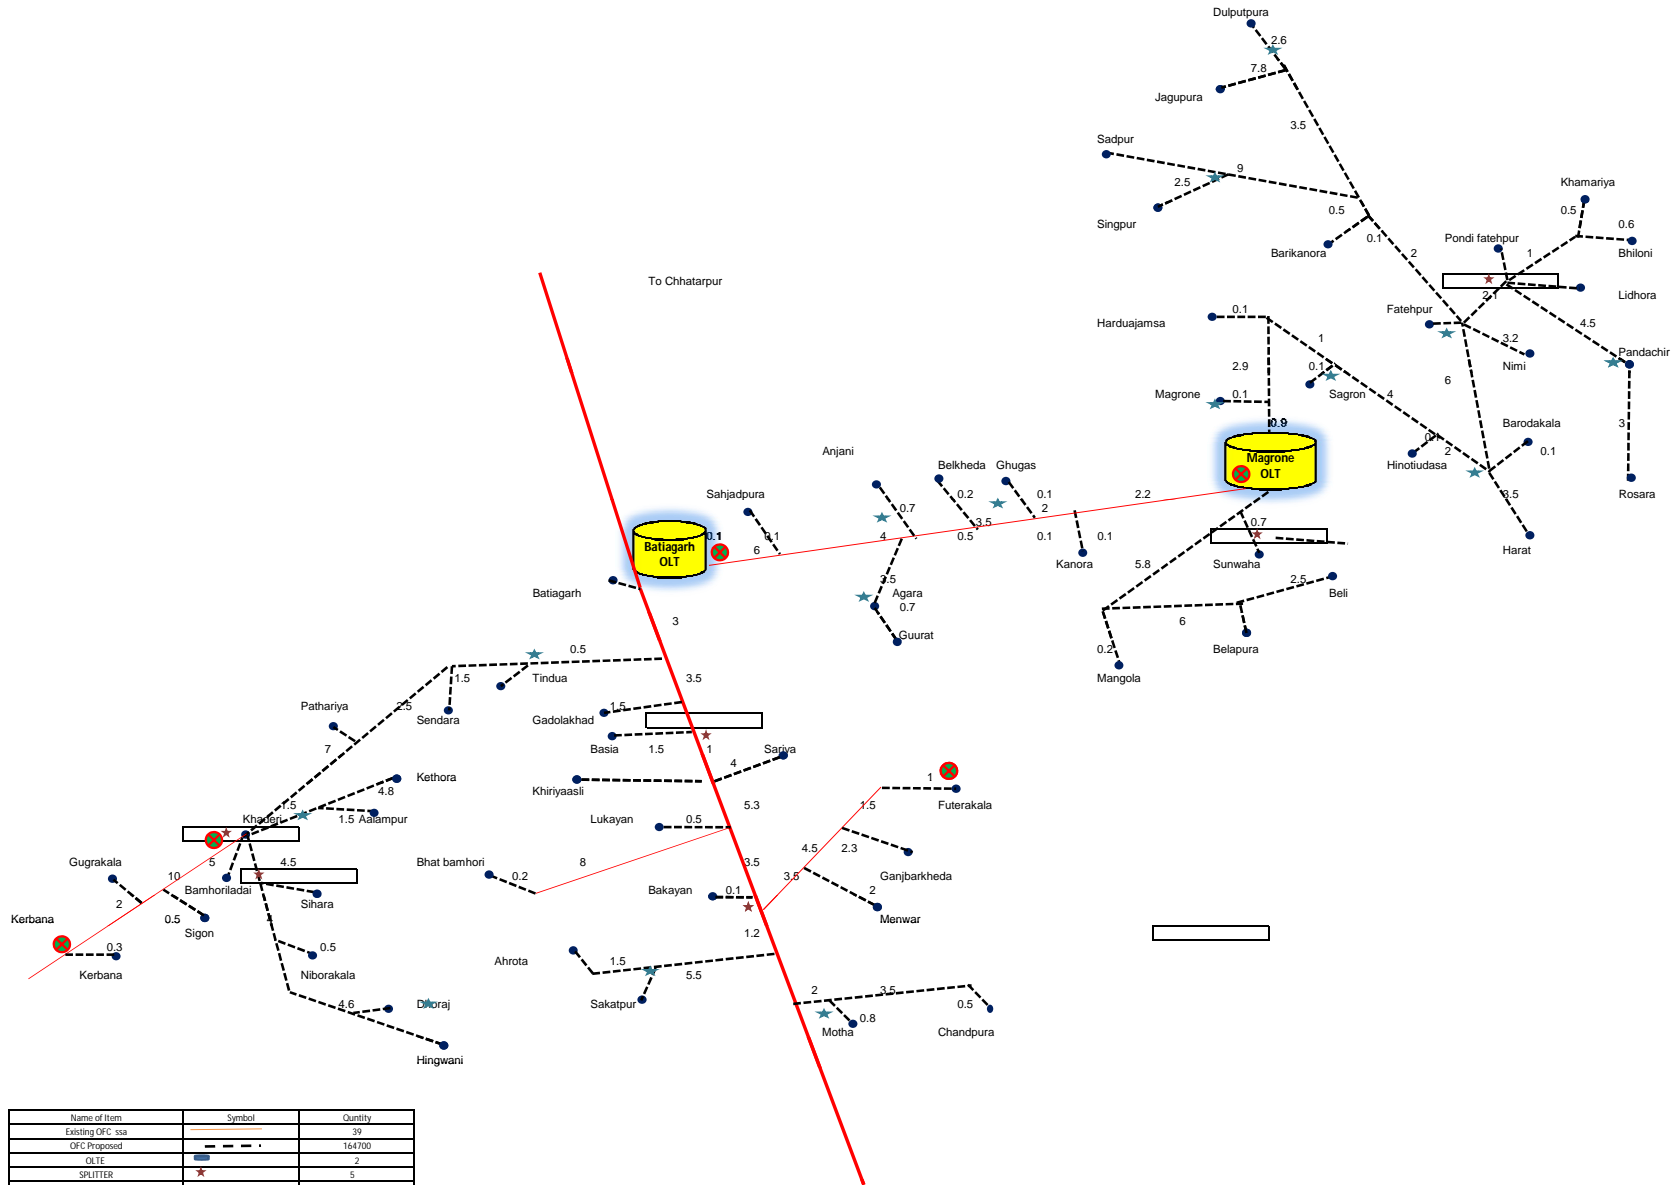 Dulputpura
2.6
7.8
Jagupura
3.5
Sadpur
9
2.5
Singpur
Khamariya
0.5
0.6
Bhiloni
0.5
Barikanora
0.1
2
Pondi fatehpur
1
2.1
Lidhora
Fatehpur
4.5
3.2
Nimi
Pandachir
6
3
Rosara
To Chhatarpur
Harduajamsa
0.1
1
2.9
0.1
Sagron
4
Magrone
0.1
Barodakala
0.1
0.1
2
Hinotiudasa
3.5
Harat
Magrone
OLT
Anjani
Belkheda
Ghugas
Sahjadpura
0.7
0.2
0.1
2.2
3.5
2
4
0.5
0.1
0.1
Kanora
0.1
6
Batiagarh
OLT
0.1
Batiagarh
3.5
Agara
0.7
Guurat
0.7
Sunwaha
5.8
2.5
Beli
6
Belapura
0.2
Mangola
3
0.5
Tindua
1.5
Sendara
2.5
Pathariya
7
3.5
1.5
Gadolakhad
Basia
1.5
1
Sariya
4
Khiriyaasli
Kethora
4.8
1.5
1.5
Aalampur
Khaderi
5.3
Lukayan
0.5
1
Futerakala
1.5
Gugrakala
5
4.5
10
Bamhoriladai
Sihara
Bhat bamhori
8
0.2
3.5
4.5
2.3
3.5
Ganjbarkheda
Bakayan
0.1
2
Menwar
Kerbana
2
0.5
Sigon
0.3
Kerbana
0.5
Niborakala
1.2
Ahrota
1.5
5.5
Sakatpur
4.6
Hingwani
2
3.5
0.5
0.8
Motha
Chandpura
Name of Item Symbol Quntity
Existing OFC ssa 39
OFC Proposed 164700
OLTE 2
SPLITTER 5